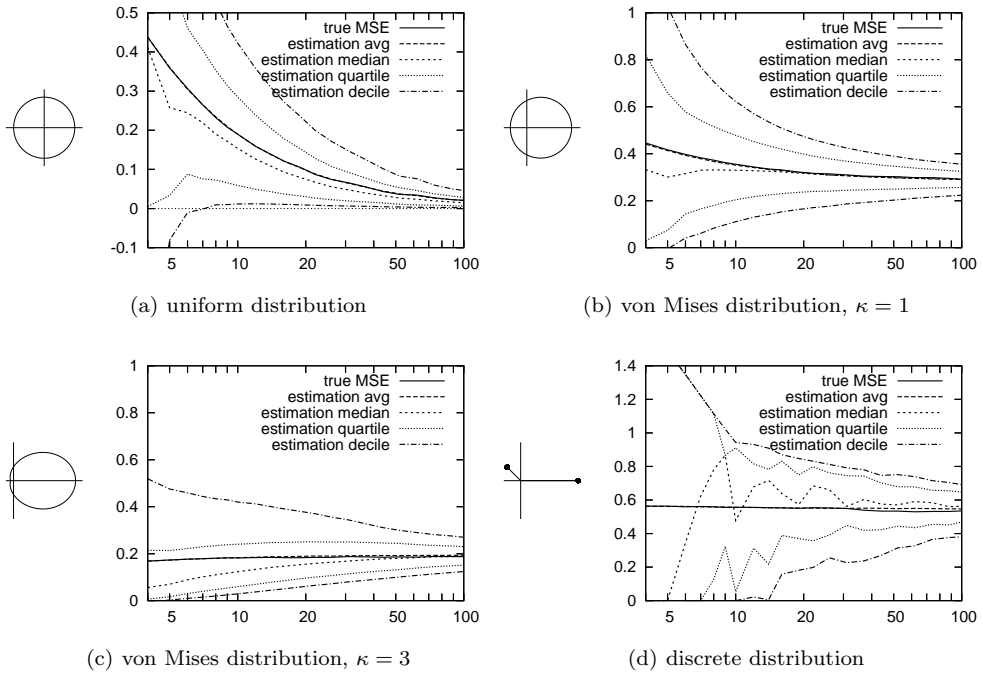 0.5
0.4
0.3
0.2
0.1
0
-0.1
true MSE
estimation avg
estimation median
estimation quartile
estimation decile
5 10 20 50 100
(a) uniform distribution
1
0.8
0.6
0.4
0.2
0
true MSE
estimation avg
estimation median
estimation quartile
estimation decile
5 10 20 50 100
(b) von Mises distribution, κ = 1
1
0.8
0.6
0.4
0.2
0
true MSE
estimation avg
estimation median
estimation quartile
estimation decile
5 10 20 50 100
(c) von Mises distribution, κ = 3
1.4
1.2
1
0.8
0.6
0.4
0.2
0
true MSE
estimation avg
estimation median
estimation quartile
estimation decile
5 10 20 50 100
(d) discrete distribution